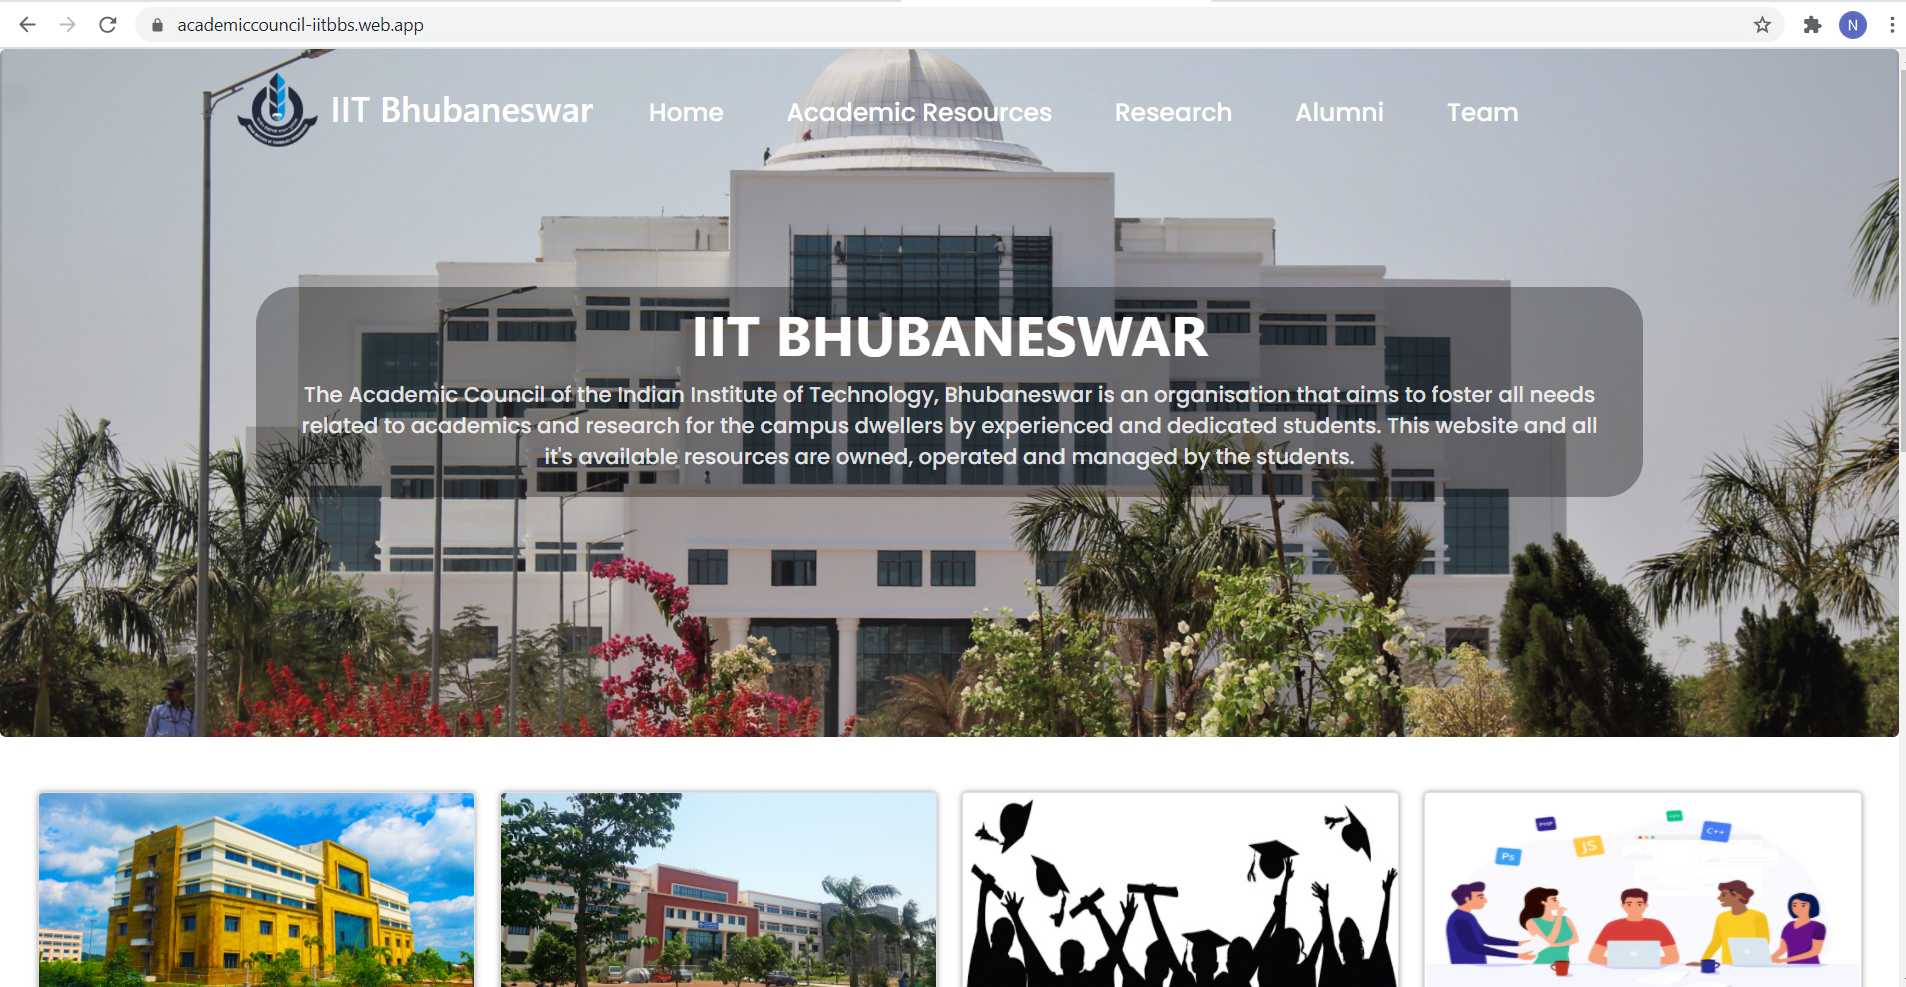 academiccouncil-iitbbs.web.app
N
IIT Bhubaneswar
Home
Academic Resources
Research
Alumni
Team
IIT BHUBANESWAR
The Academic Council of the Indian Institute of Technology, Bhubaneswar is an organisation that aims to foster all needs
related to academics and research for the campus dwellers by experienced and dedicated students. This website and all
it's available resources are owned, operated and managed by the students.
PHP
C++
JS
Ps